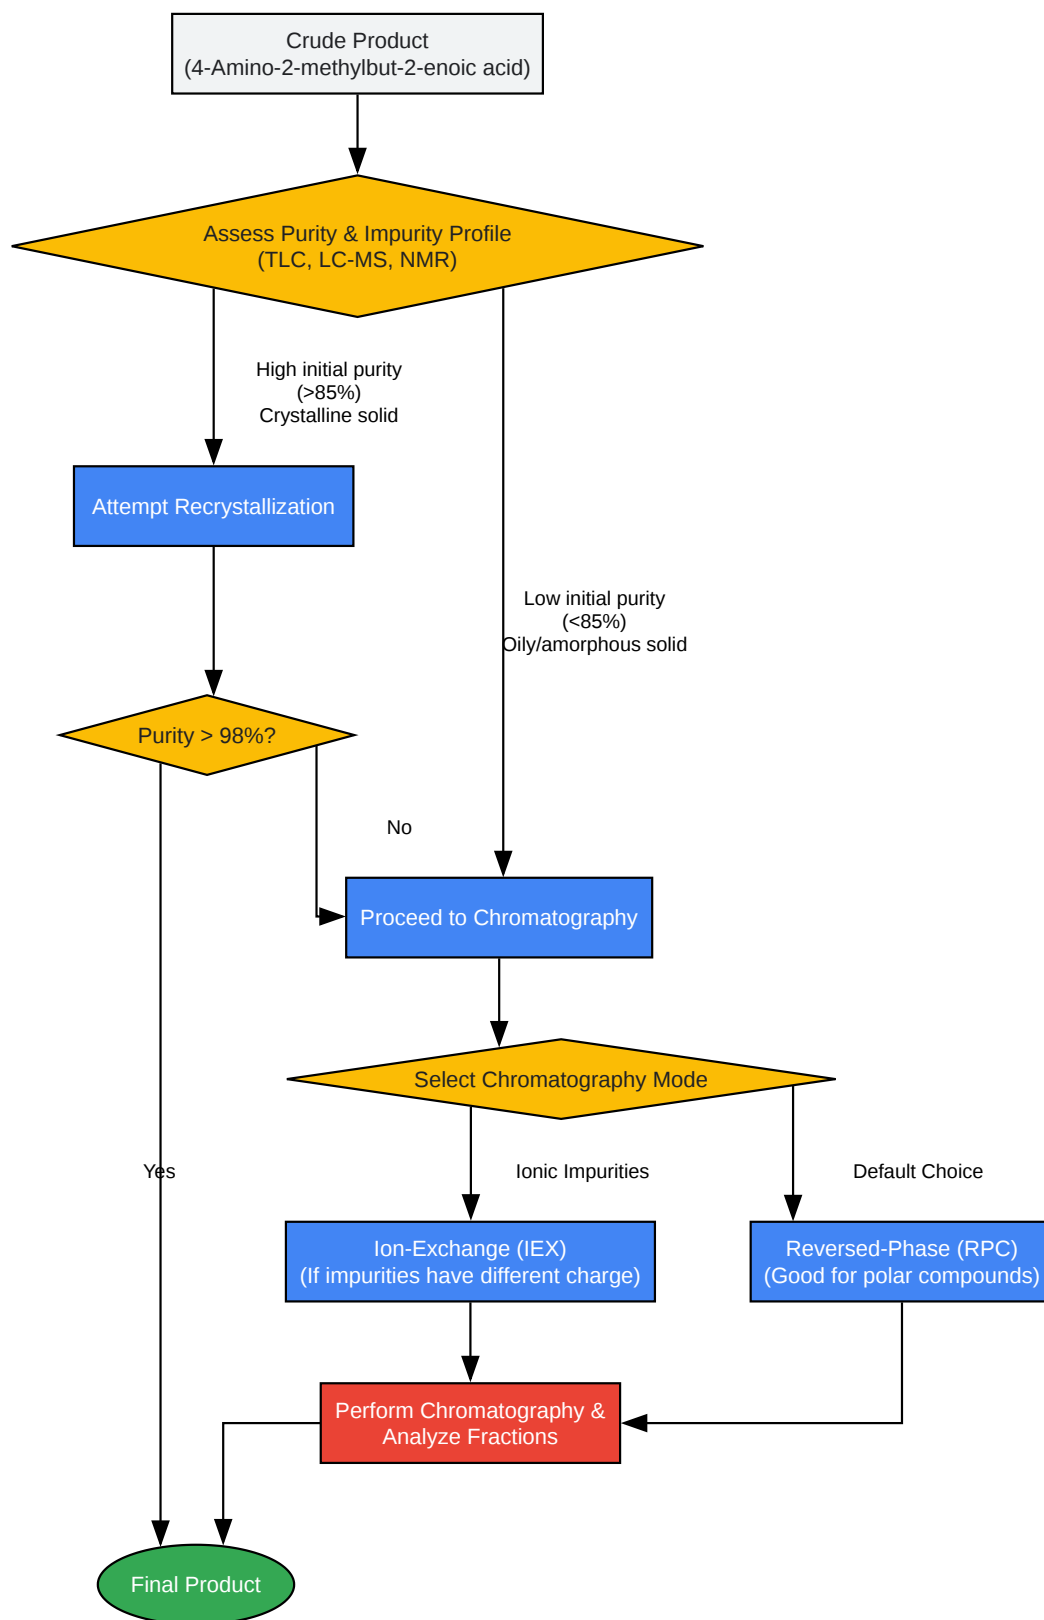 Crude Product
(4-Amino-2-methylbut-2-enoic acid)
Assess Purity & Impurity Profile
(TLC, LC-MS, NMR)
High initial purity
(>85%)
Crystalline solid
Attempt Recrystallization
Low initial purity
(<85%)
Oily/amorphous solid
Purity > 98%?
No
Proceed to Chromatography
Select Chromatography Mode
Yes
Ionic Impurities
Default Choice
Ion-Exchange (IEX)
(If impurities have different charge)
Reversed-Phase (RPC)
(Good for polar compounds)
Perform Chromatography &
Analyze Fractions
Final Product